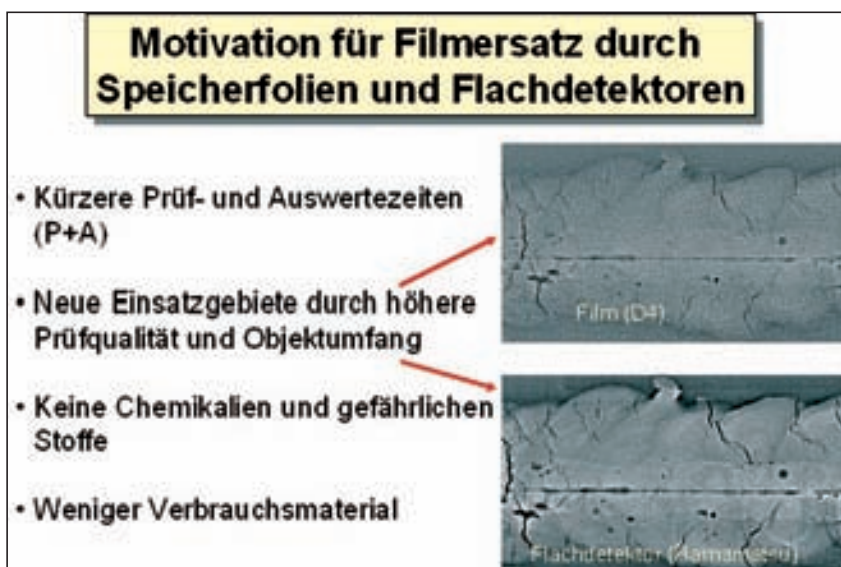 Motivation für Filmersatz durch
Speicherfolien und Flachdetektoren
• Kürzere Prüf- und Auswertezeiten
(P+A)
• Neue Einsatzgebiete durch höhere
Prüfqualität und Objektumfang
• Keine Chemikalien und gefährlichen
Stoffe
• Weniger Verbrauchsmaterial
Film (D4)
Flachdetektor (Hamamatsu)